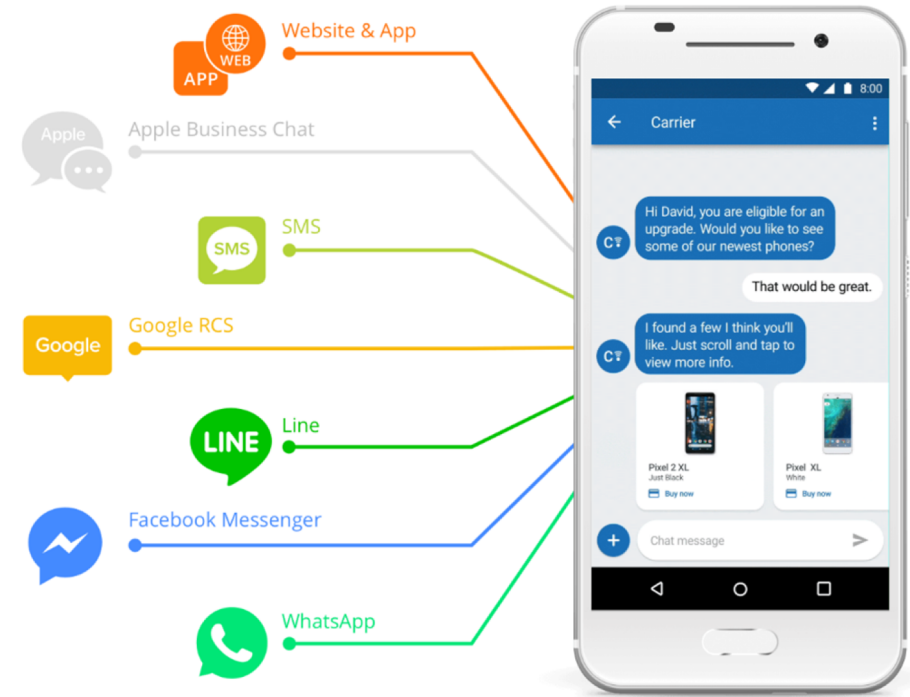 Website & App
WEB
APP
Apple Business Chat
Apple
SMS
SMS
Google RCS
Google
Line
LINE
Facebook Messenger
WhatsApp
8:00
Carrier
Hi David, you are eligible for an
upgrade. Would you like to see
some of our newest phones?
C
That would be great.
I found a few I think you'll
like. Just scroll and tap to
view more info.
C
Pixel 2 XL
Just Black
Buy now
Pixel XL
White
Buy now
Chat message